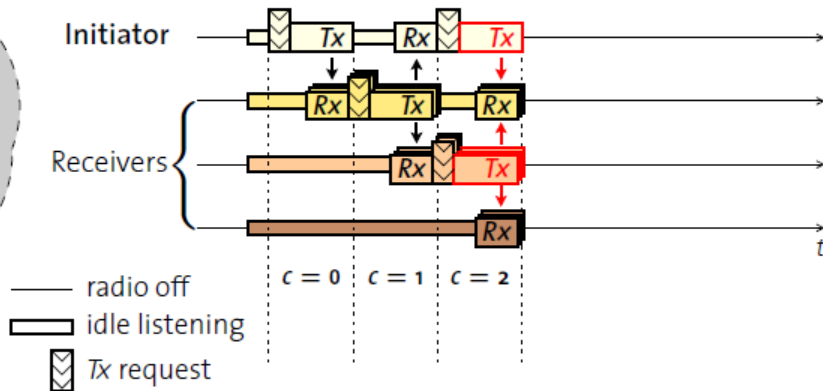 Initiator Tx Rx Tx
Rx Tx Rx
Receivers Rx Tx
Rx
t
c = 0 c = 1 c = 2
radio off
idle listening
Tx request